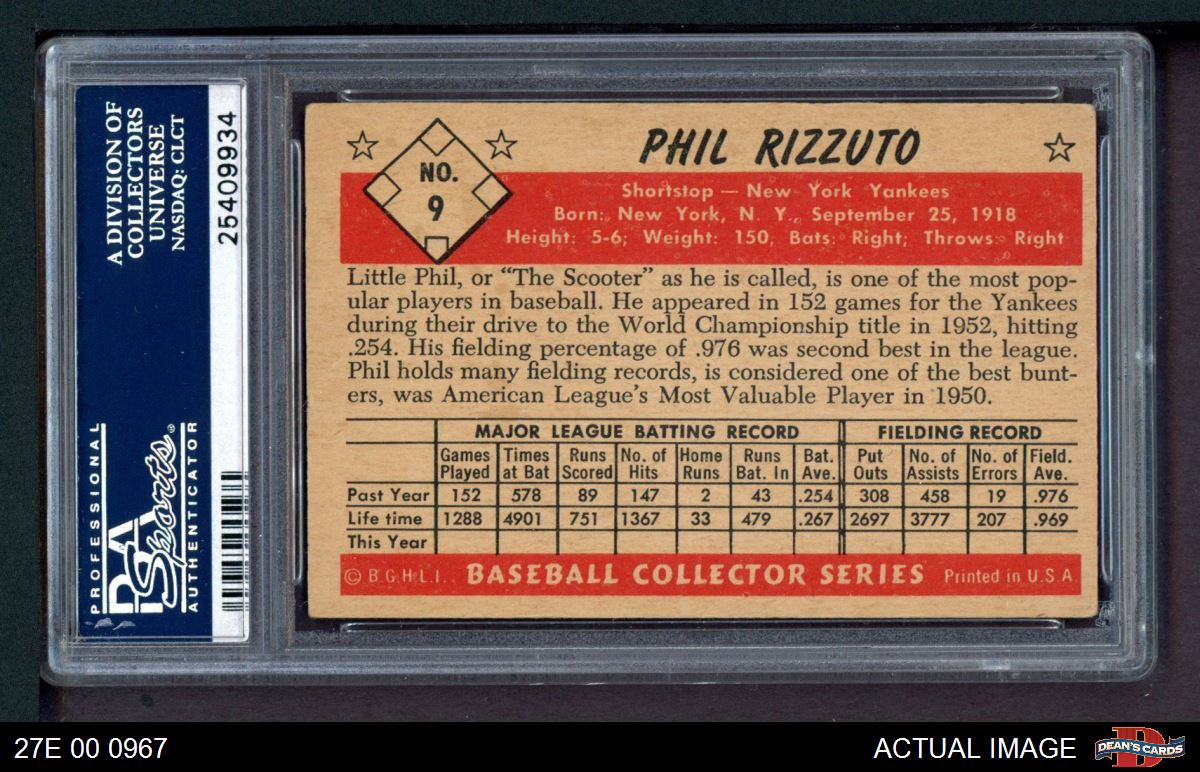 A DIVISION OF
COLLECTORS
UNIVERSE
NASDAQ: CLCT
25409934
PROFESSIONAL
PSA
Sports®
AUTHENTICATOR
NO.
9
PHIL RIZZUTO
Shortstop — New York Yankees
Born: New York, N. Y., September 25, 1918
Height: 5-6; Weight: 150; Bats: Right; Throws: Right
Little Phil, or “The Scooter” as he is called, is one of the most pop-
ular players in baseball. He appeared in 152 games for the Yankees
during their drive to the World Championship title in 1952, hitting
.254. His fielding percentage of .976 was second best in the league.
Phil holds many fielding records, is considered one of the best bunt-
ers, was American League’s Most Valuable Player in 1950.
MAJOR LEAGUE BATTING RECORD FIELDING RECORD
Games Times Runs No. of Home Runs Bat. Put No. of No. of Field.
Played at Bat Scored Hits Runs Bat. In Ave. Outs Assists Errors Ave.
Past Year 152 578 89 147 2 43 .254 308 458 19 .976
Life time 1288 4901 751 1367 33 479 .267 2697 3777 207 .969
This Year
© B.G.H.L.I. BASEBALL COLLECTOR SERIES Printed in U.S.A.
27E 00 0967
ACTUAL IMAGE
D
DEAN'S CARDS